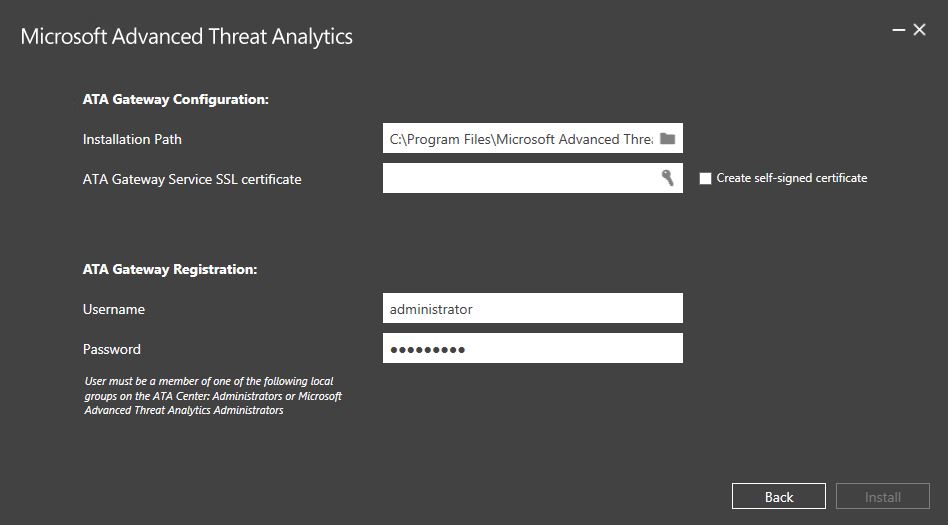 Microsoft Advanced Threat Analytics
ATA Gateway Configuration:
Installation Path
C:\Program Files\Microsoft Advanced Threa
ATA Gateway Service SSL certificate
Create self-signed certificate
ATA Gateway Registration:
Username
administrator
Password
●●●●●●●●●
User must be a member of one of the following local
groups on the ATA Center: Administrators or Microsoft
Advanced Threat Analytics Administrators
Back
Install